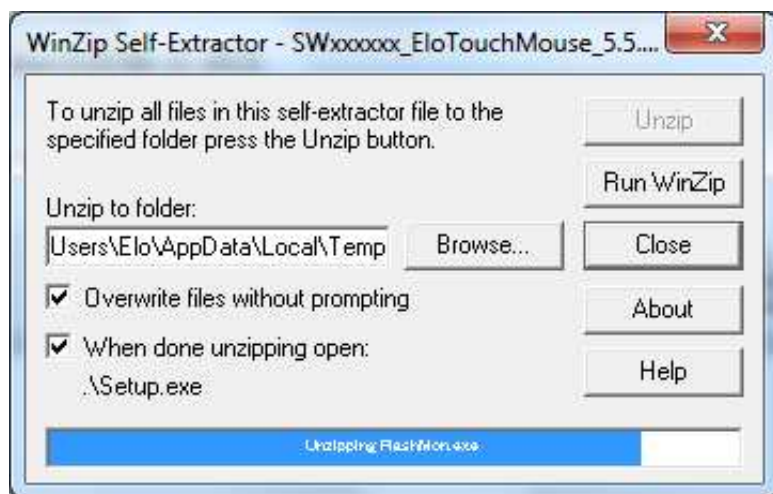 WinZip Self-Extractor - SWxxxxxx_EloTouchMouse_5.5....
To unzip all files in this self-extractor file to the
specified folder press the Unzip button.
Unzip
Run WinZip
Unzip to folder:
Users\Elo\AppData\Local\Temp
Browse...
Close
Overwrite files without prompting
About
When done unzipping open:
.\Setup.exe
Help
Unzipping FlashMon.exe